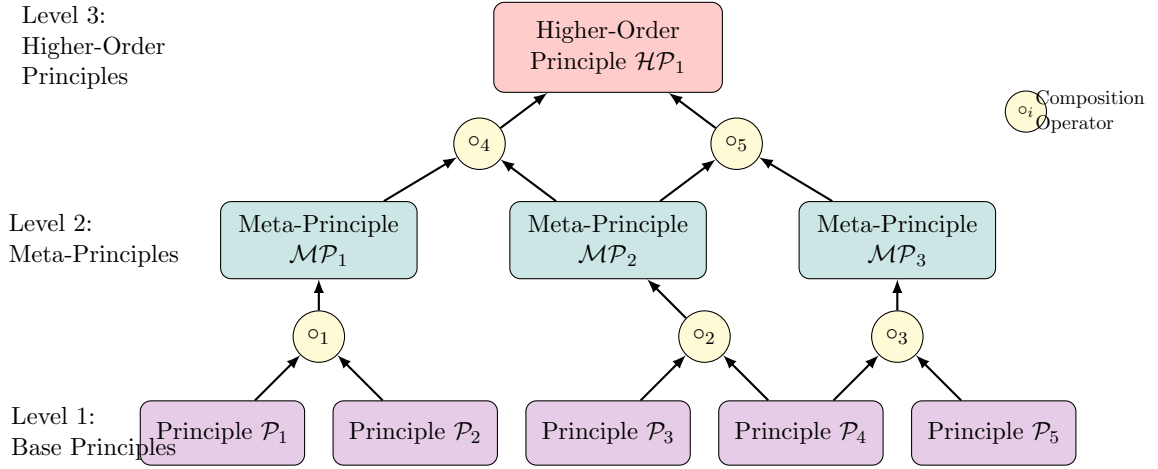 Level 3:
Higher-Order
Principles
Higher-Order
Principle 𝓗𝓟₁
∘ᵢ
Composition
Operator
∘₄
∘₅
Level 2:
Meta-Principles
Meta-Principle
𝓜𝓟₁
Meta-Principle
𝓜𝓟₂
Meta-Principle
𝓜𝓟₃
∘₁
∘₂
∘₃
Level 1:
Base Principles
Principle 𝓟₁
Principle 𝓟₂
Principle 𝓟₃
Principle 𝓟₄
Principle 𝓟₅